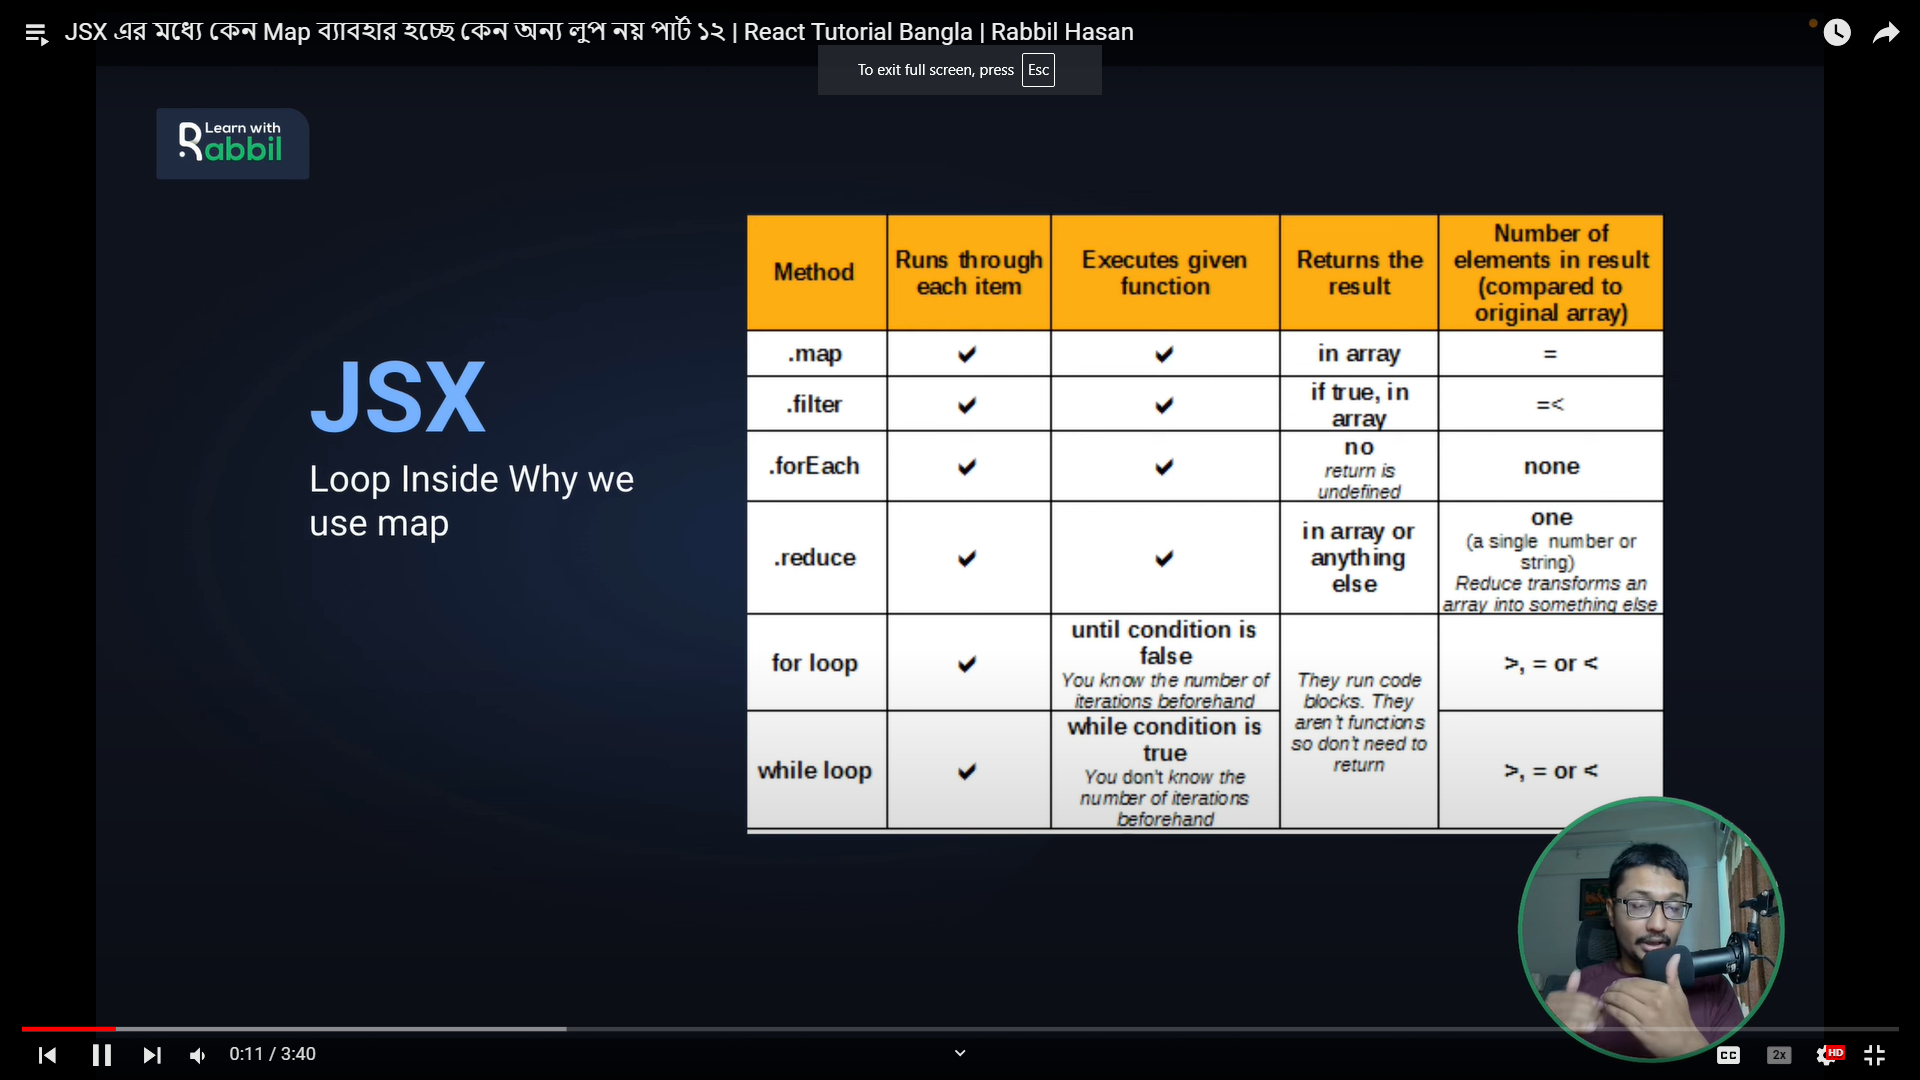 JSX এর মধ্যে কেন Map ব্যাবহার হচ্ছে কেন অন্য লুপ নয় পার্ট ১২ | React Tutorial Bangla | Rabbil Hasan
To exit full screen, press Esc
Learn with
Rabbil
JSX
Loop Inside Why we
use map
Method
Runs through
each item
Executes given
function
Returns the
result
Number of
elements in result
(compared to
original array)
.map
✔
✔
in array
=
.filter
✔
✔
if true, in
array
=<
.forEach
✔
✔
no
return is
undefined
none
.reduce
✔
✔
in array or
anything
else
one
(a single number or
string)
Reduce transforms an
array into something else
for loop
✔
until condition is
false
You know the number of
iterations beforehand
They run code
blocks. They
aren't functions
so don't need to
return
>, = or <
while loop
✔
while condition is
true
You don't know the
number of iterations
beforehand
>, = or <
0:11 / 3:40
CC
2x
HD